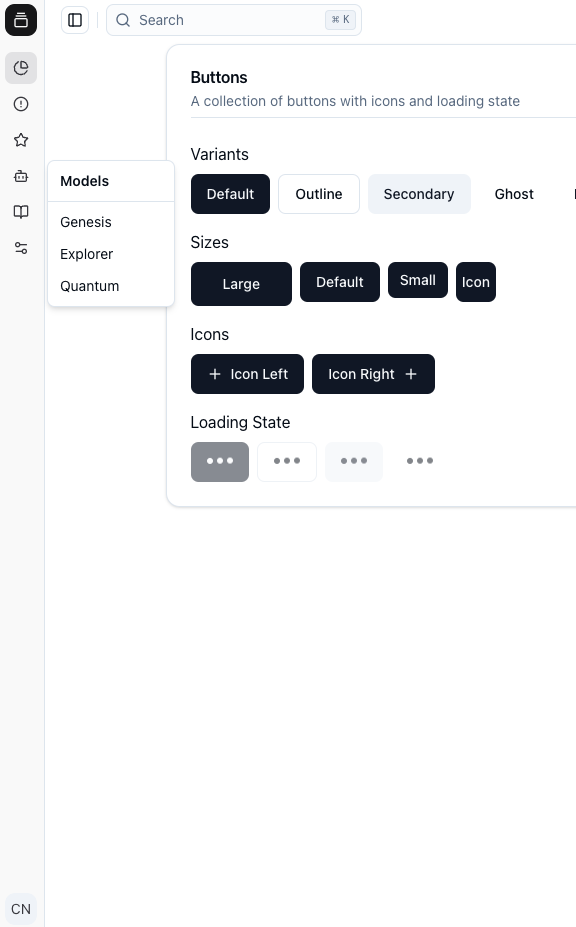 Search
⌘ K
Buttons
A collection of buttons with icons and loading state
Variants
Default
Outline
Secondary
Ghost
Models
Genesis
Explorer
Quantum
Sizes
Large
Default
Small
Icon
Icons
Icon Left
Icon Right
Loading State
CN